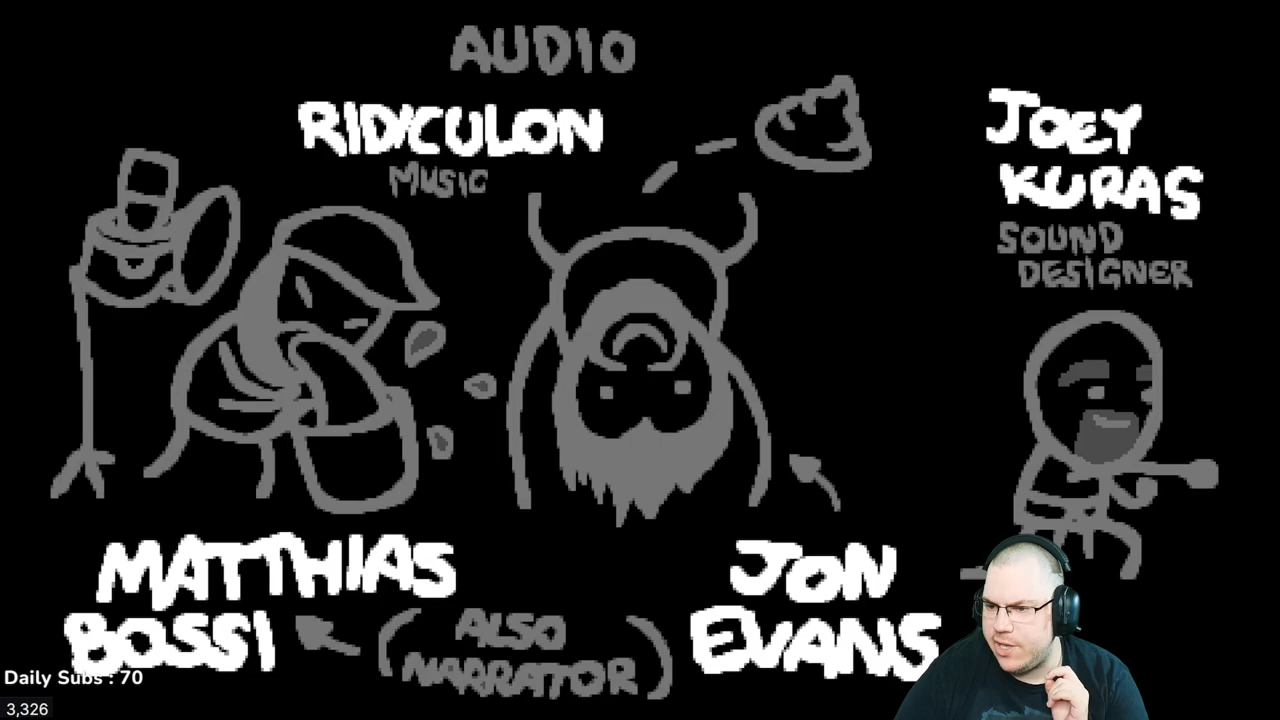 AUDIO
RIDICULON
MUSIC
JOEY
KURAS
SOUND
DESIGNER
MATTHIAS
BOSSI
(ALSO
NARRATOR)
JON
EVANS
Daily Subs : 70
3,326